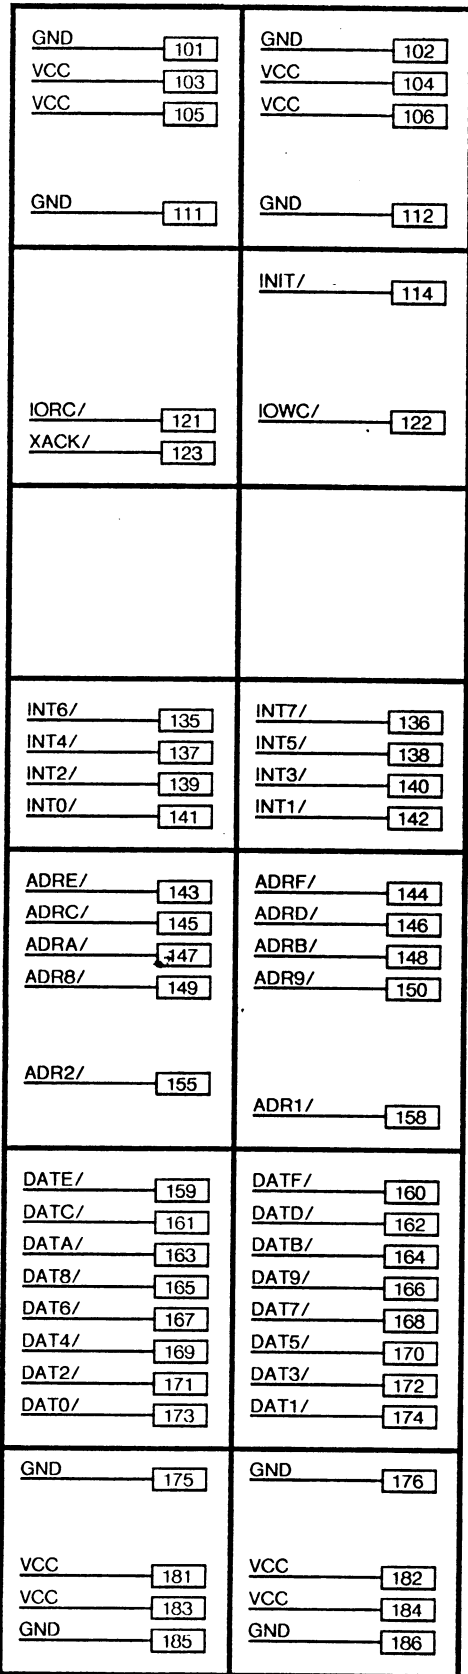 GND 101 GND 102
VCC 103 VCC 104
VCC 105 VCC 106
GND 111 GND 112
INIT/ 114
IORC/ 121 IOWC/ 122
XACK/ 123
INT6/ 135 INT7/ 136
INT4/ 137 INT5/ 138
INT2/ 139 INT3/ 140
INT0/ 141 INT1/ 142
ADRE/ 143 ADRF/ 144
ADRC/ 145 ADRD/ 146
ADRA/ 147 ADRB/ 148
ADR8/ 149 ADR9/ 150
ADR2/ 155
ADR1/ 158
DATE/ 159 DATF/ 160
DATC/ 161 DATD/ 162
DATA/ 163 DATB/ 164
DAT8/ 165 DAT9/ 166
DAT6/ 167 DAT7/ 168
DAT4/ 169 DAT5/ 170
DAT2/ 171 DAT3/ 172
DAT0/ 173 DAT1/ 174
GND 175 GND 176
VCC 181 VCC 182
VCC 183 VCC 184
GND 185 GND 186